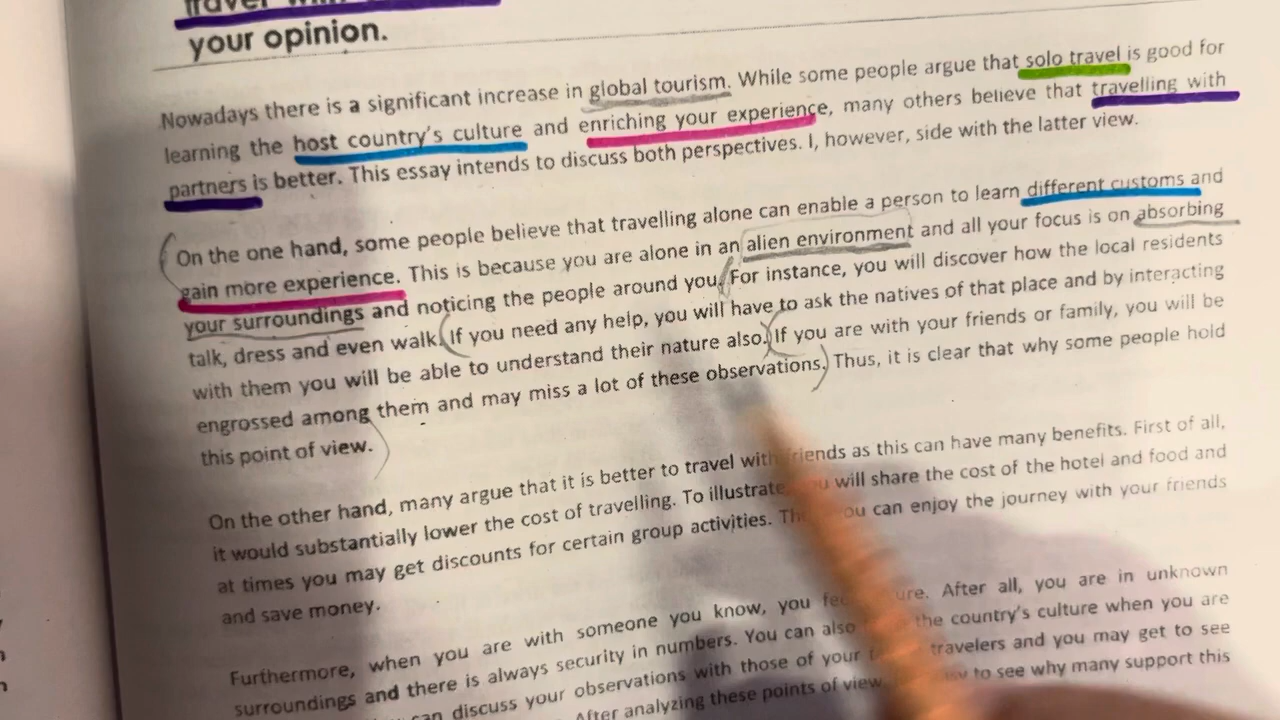 your opinion.
Nowadays there is a significant increase in global tourism. While some people argue that solo travel is good for
learning the host country's culture and enriching your experience, many others believe that travelling with
partners is better. This essay intends to discuss both perspectives. I, however, side with the latter view.
On the one hand, some people believe that travelling alone can enable a person to learn different customs and
gain more experience. This is because you are alone in an alien environment and all your focus is on absorbing
your surroundings and noticing the people around you. For instance, you will discover how the local residents
talk, dress and even walk. If you need any help, you will have to ask the natives of that place and by interacting
with them you will be able to understand their nature also. If you are with your friends or family, you will be
engrossed among them and may miss a lot of these observations. Thus, it is clear that why some people hold
this point of view.
On the other hand, many argue that it is better to travel with friends as this can have many benefits. First of all,
it would substantially lower the cost of travelling. To illustrate, you will share the cost of the hotel and food and
at times you may get discounts for certain group activities. you can enjoy the journey with your friends
and save money.
Furthermore, when you are with someone you know, you After all, you are in unknown
surroundings and there is always security in numbers. You can also the country's culture when you are
can discuss your observations with those of your travelers and you may get to see
After analyzing these points of view, to see why many support this